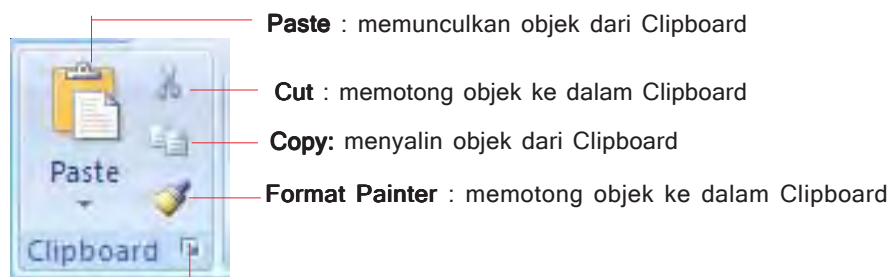 Paste : memunculkan objek dari Clipboard
Cut : memotong objek ke dalam Clipboard
Copy: menyalin objek dari Clipboard
Paste
Format Painter : memotong objek ke dalam Clipboard
Clipboard